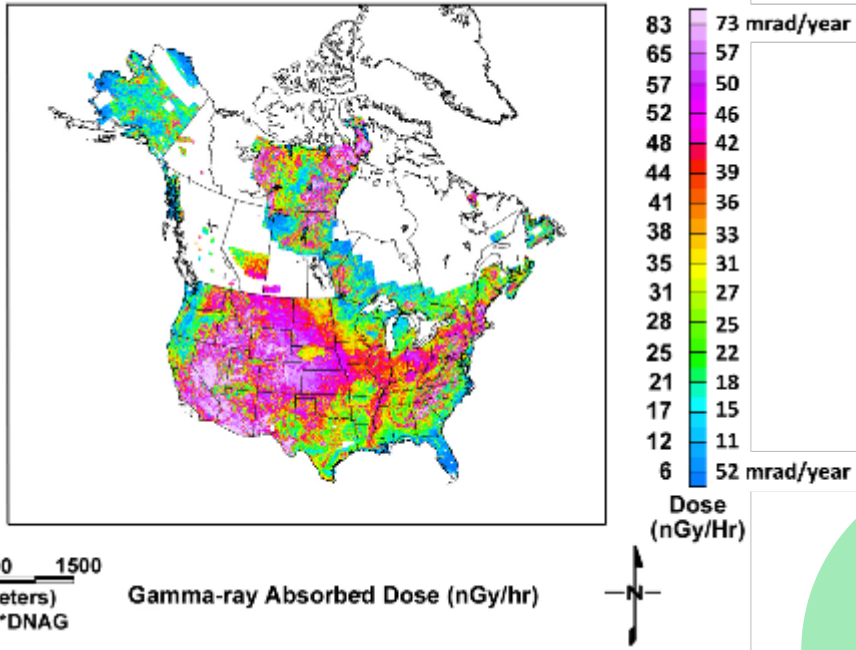 83 73 mrad/year
65 57
57 50
52 46
48 42
44 39
41 36
38 33
35 31
31 27
28 25
25 22
21 18
17 15
12 11
6 52 mrad/year
Dose
(nGy/Hr)
0 1500
eters)
*DNAG
Gamma-ray Absorbed Dose (nGy/hr)
N